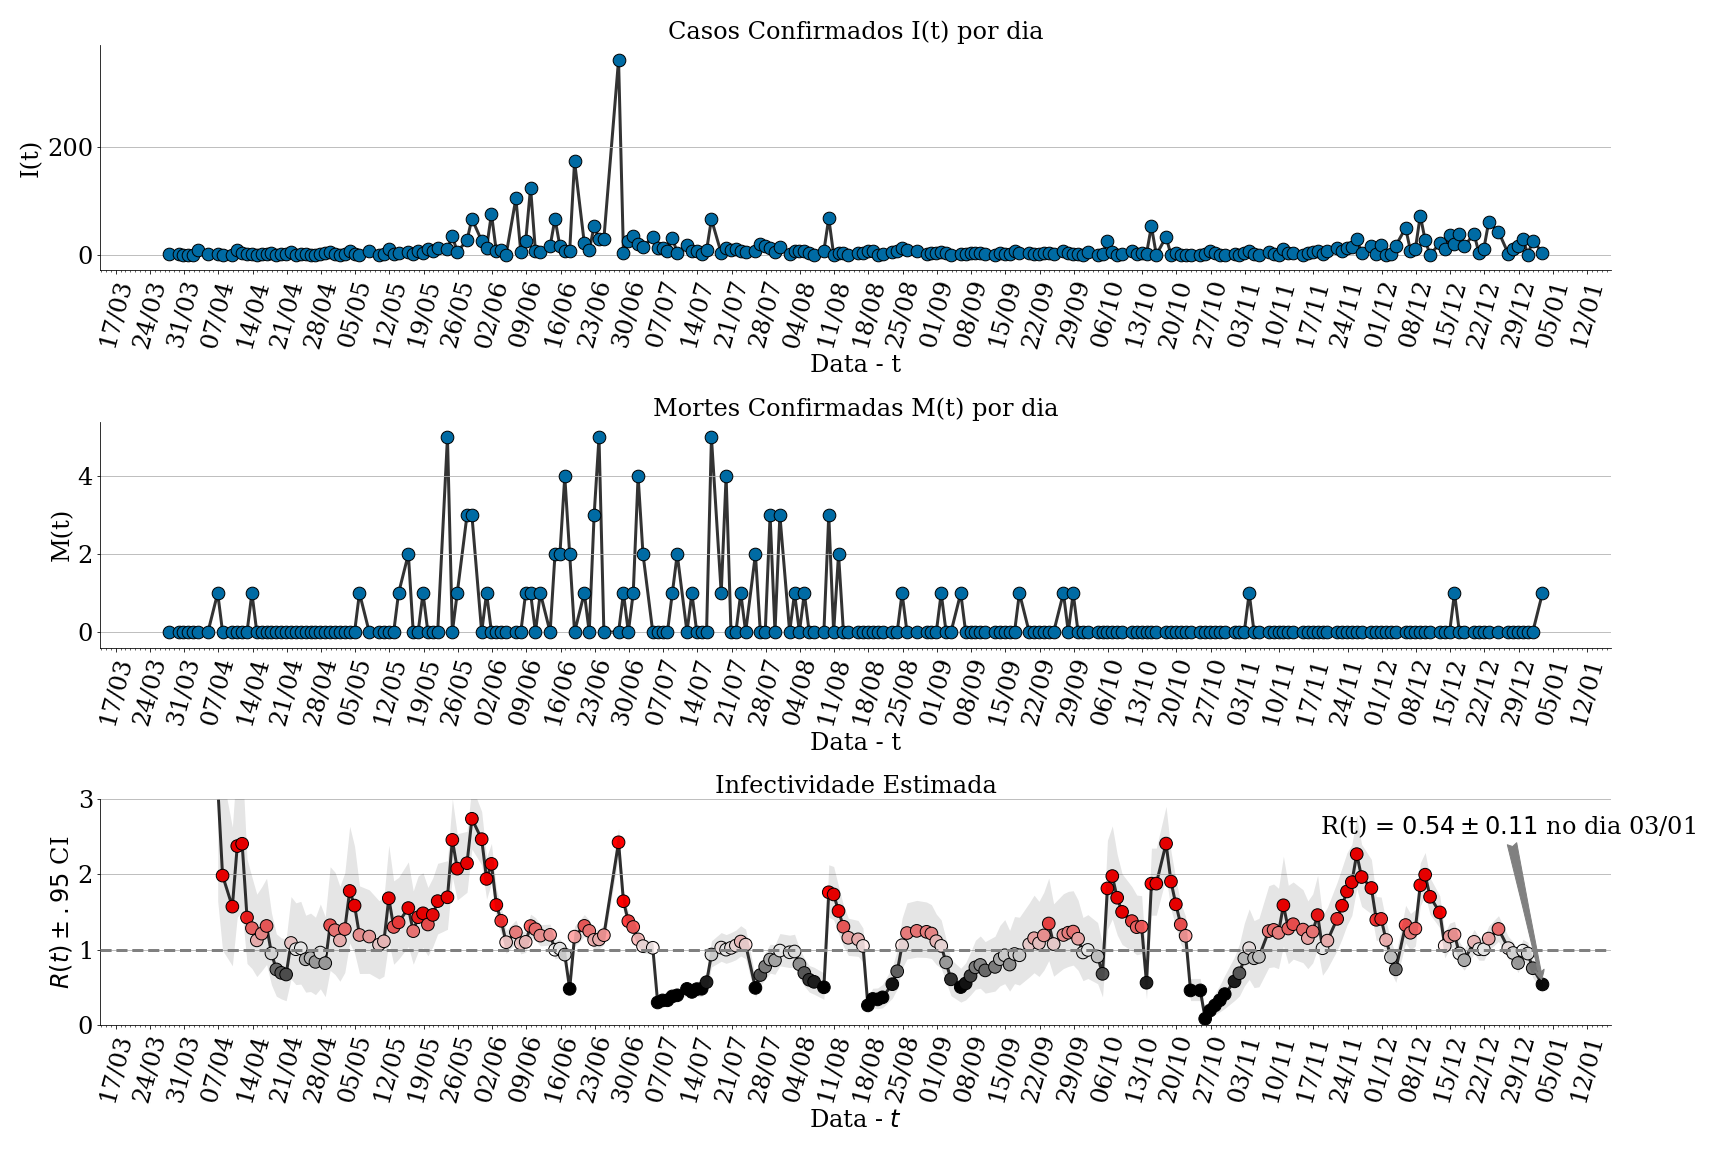 Casos Confirmados I(t) por dia
I(t)
200
0
17/03 24/03 31/03 07/04 14/04 21/04 28/04 05/05 12/05 19/05 26/05 02/06 09/06 16/06 23/06 30/06 07/07 14/07 21/07 28/07 04/08 11/08 18/08 25/08 01/09 08/09 15/09 22/09 29/09 06/10 13/10 20/10 27/10 03/11 10/11 17/11 24/11 01/12 08/12 15/12 22/12 29/12 05/01 12/01
Data - t
Mortes Confirmadas M(t) por dia
M(t)
4
2
0
17/03 24/03 31/03 07/04 14/04 21/04 28/04 05/05 12/05 19/05 26/05 02/06 09/06 16/06 23/06 30/06 07/07 14/07 21/07 28/07 04/08 11/08 18/08 25/08 01/09 08/09 15/09 22/09 29/09 06/10 13/10 20/10 27/10 03/11 10/11 17/11 24/11 01/12 08/12 15/12 22/12 29/12 05/01 12/01
Data - t
Infectividade Estimada
R(t) ± .95 CI
3
2
1
0
R(t) = 0.54 ± 0.11 no dia 03/01
17/03 24/03 31/03 07/04 14/04 21/04 28/04 05/05 12/05 19/05 26/05 02/06 09/06 16/06 23/06 30/06 07/07 14/07 21/07 28/07 04/08 11/08 18/08 25/08 01/09 08/09 15/09 22/09 29/09 06/10 13/10 20/10 27/10 03/11 10/11 17/11 24/11 01/12 08/12 15/12 22/12 29/12 05/01 12/01
Data - t